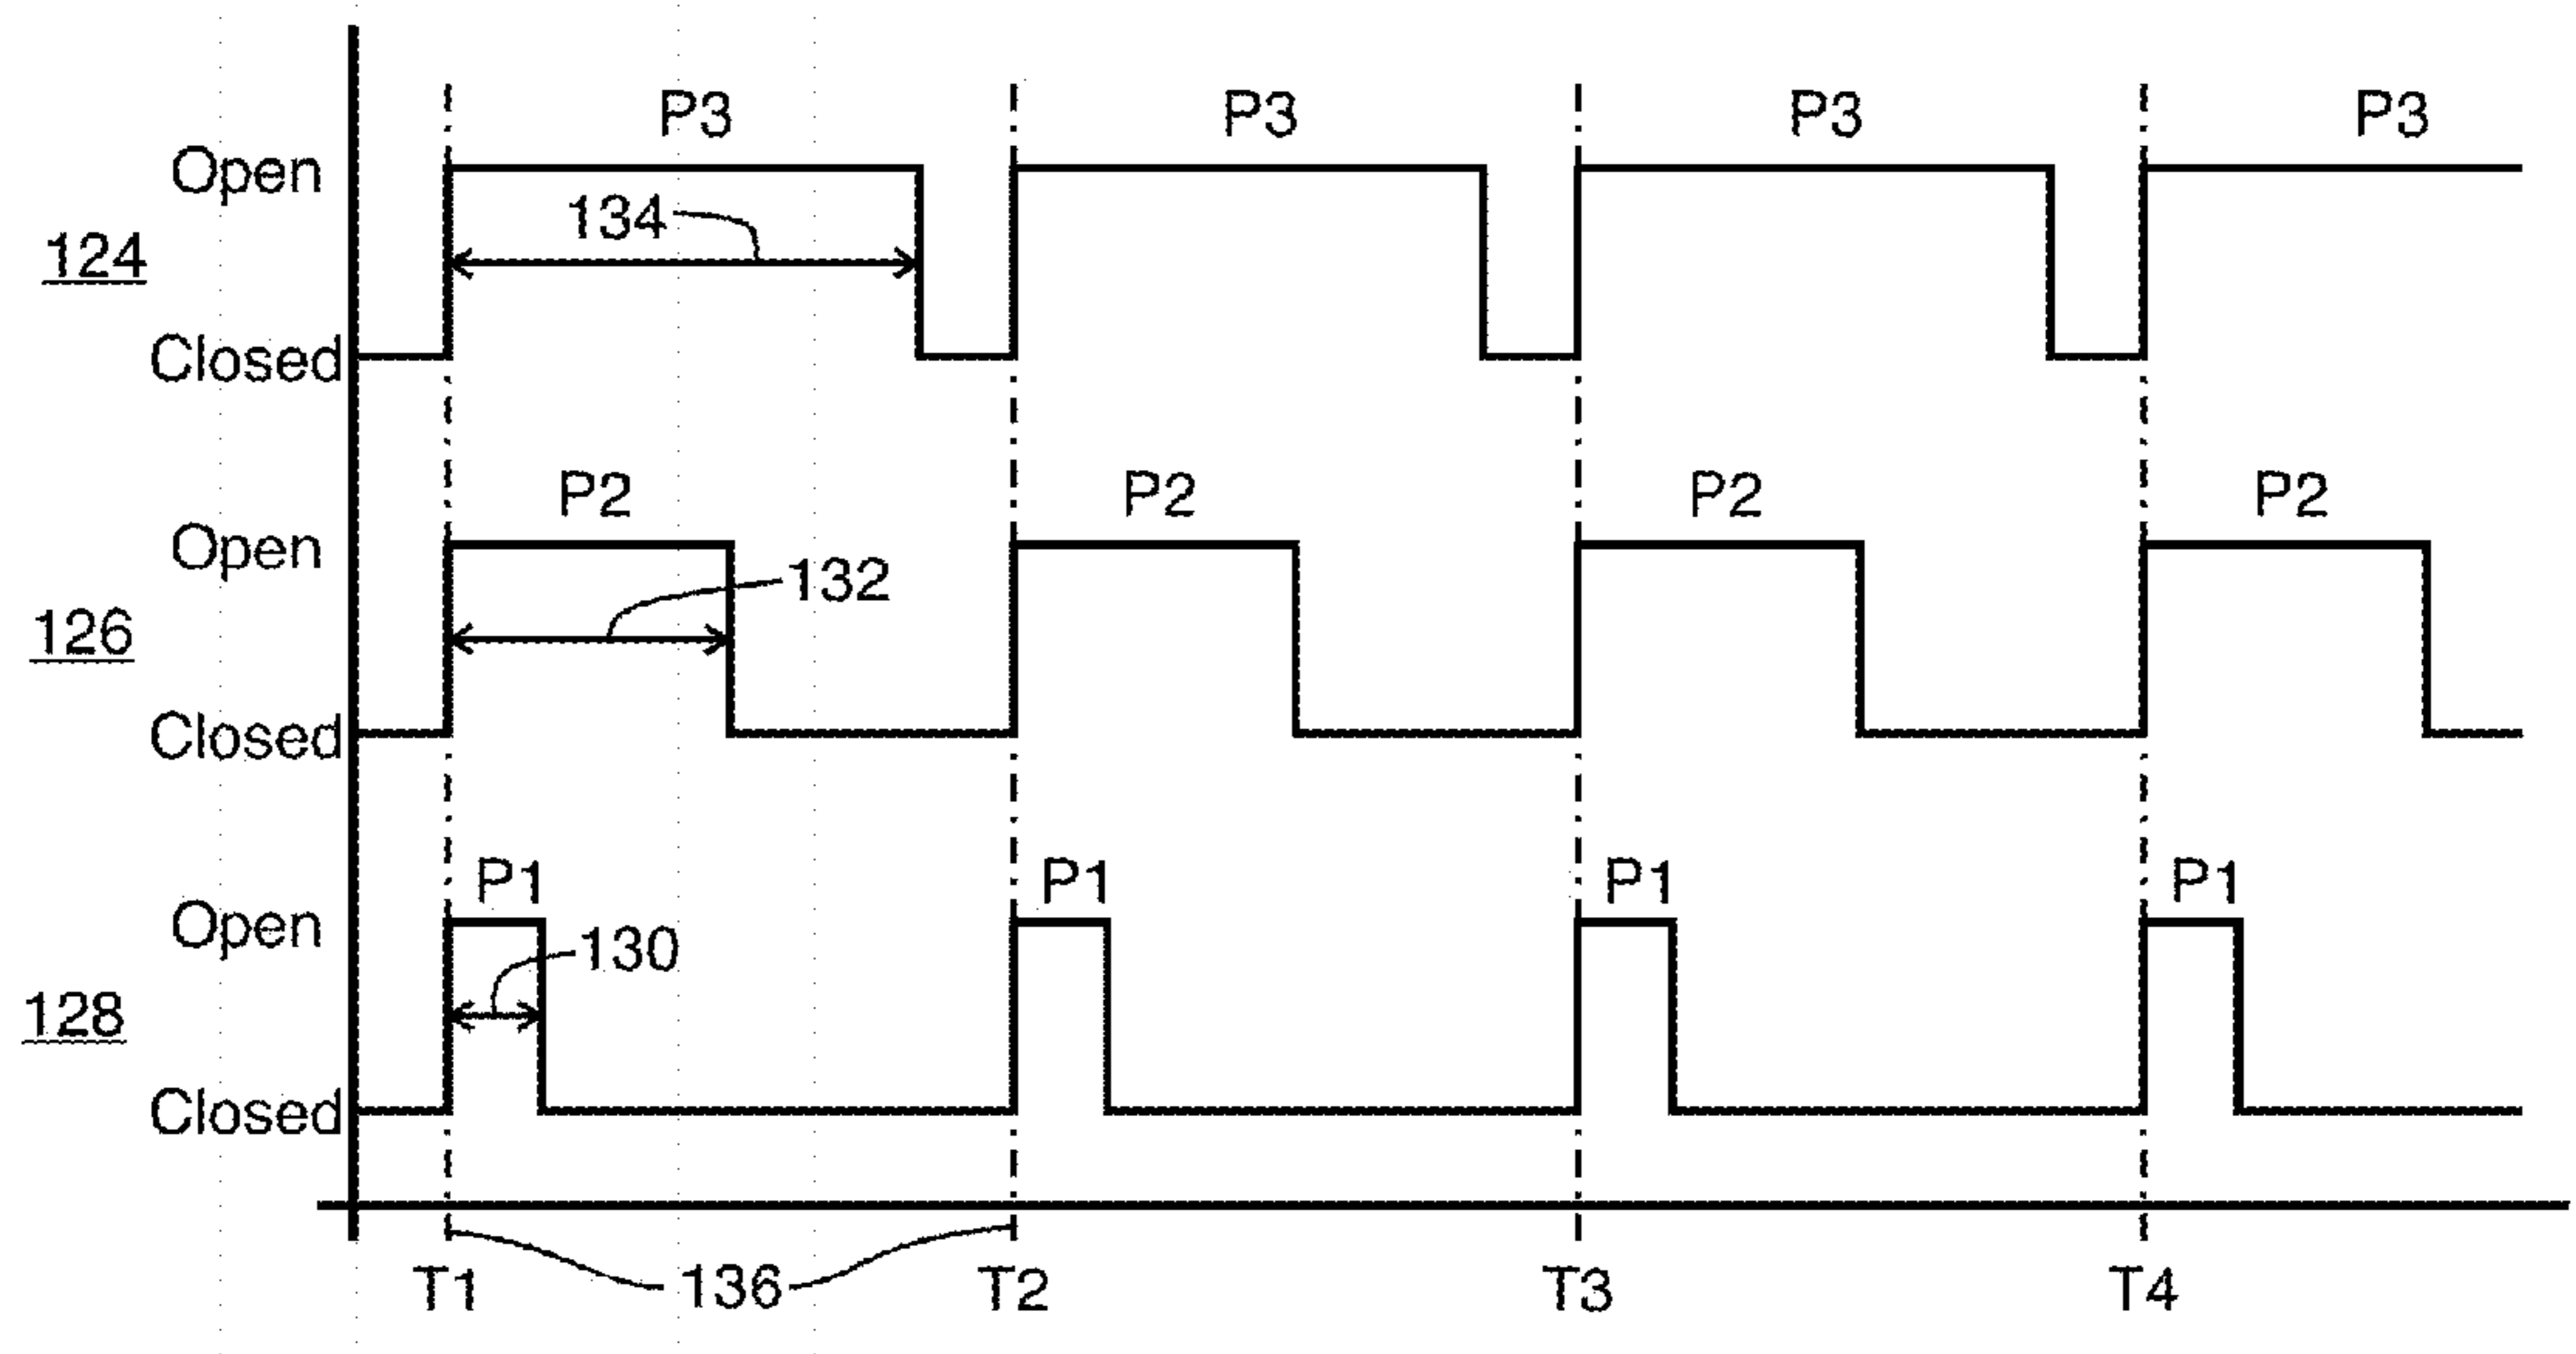 P3 P3 P3 P3
Open
134
124
Closed
P2 P2 P2 P2
Open
132
126
Closed
P1 P1 P1 P1
Open
130
128
Closed
T1 136 T2 T3 T4